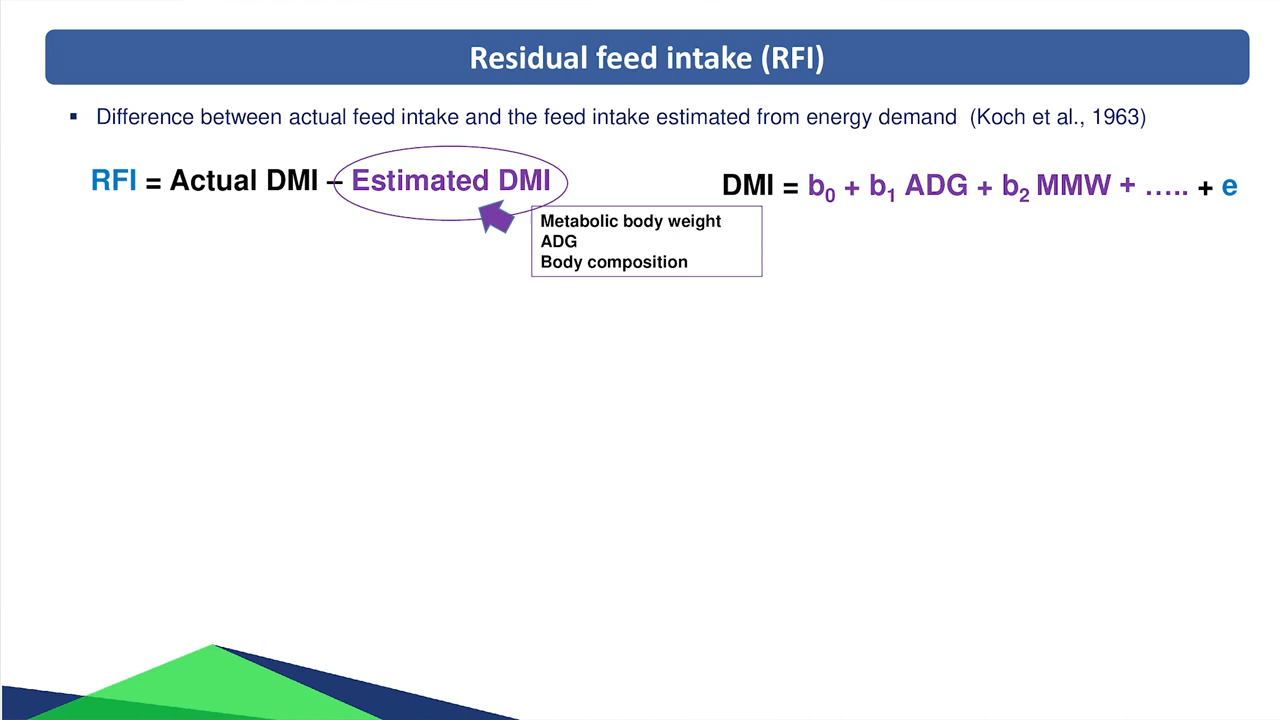 Residual feed intake (RFI)
▪ Difference between actual feed intake and the feed intake estimated from energy demand (Koch et al., 1963)
RFI = Actual DMI – Estimated DMI
DMI = b0 + b1 ADG + b2 MMW + ….. + e
Metabolic body weight
ADG
Body composition